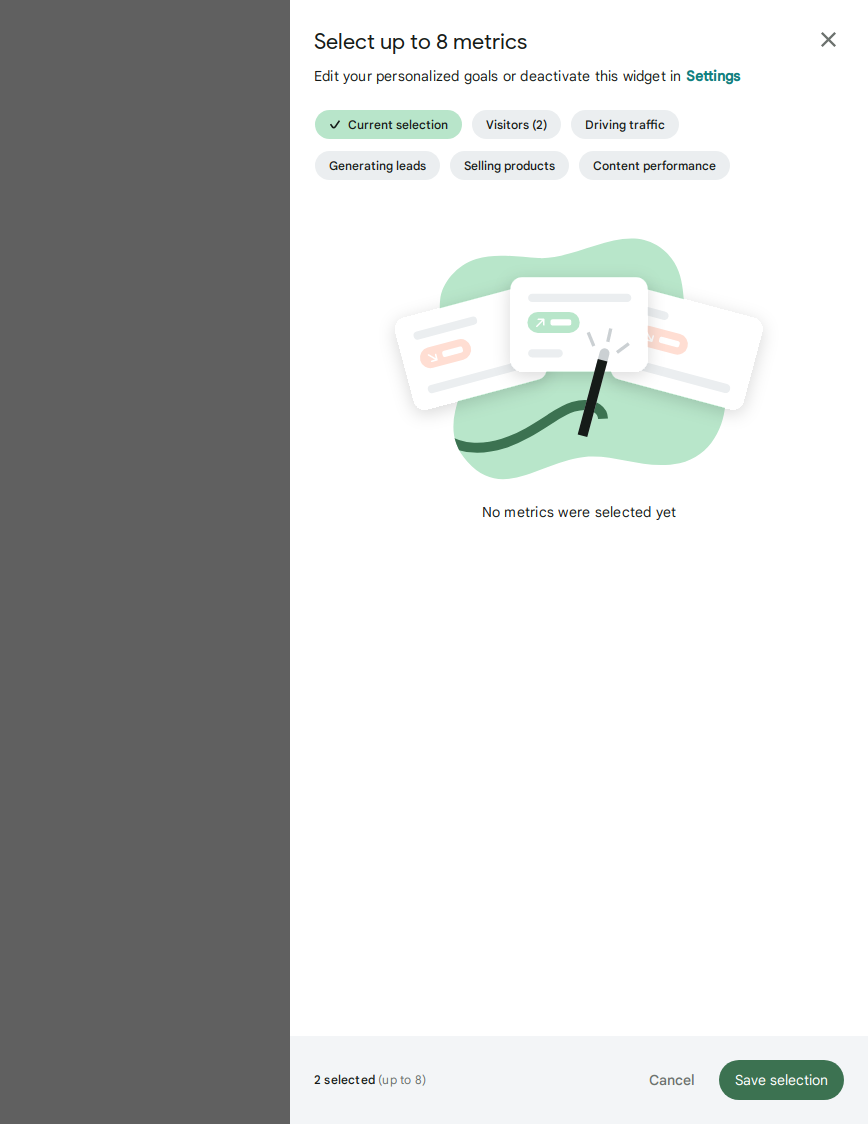 Select up to 8 metrics
Edit your personalized goals or deactivate this widget in Settings
Current selection
Visitors (2)
Driving traffic
Generating leads
Selling products
Content performance
No metrics were selected yet
2 selected (up to 8)
Cancel
Save selection